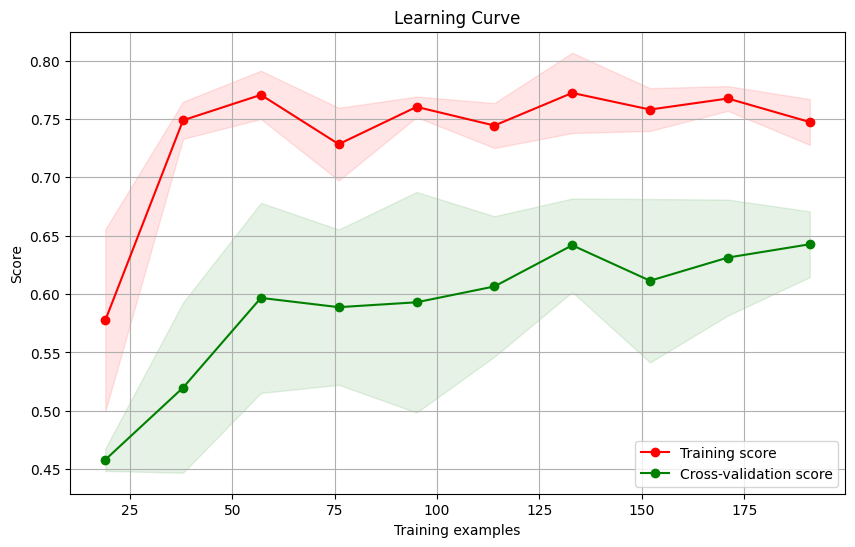 Learning Curve
0.80
0.75
0.70
0.65
0.60
0.55
0.50
0.45
Score
25 50 75 100 125 150 175
Training examples
Training score
Cross-validation score